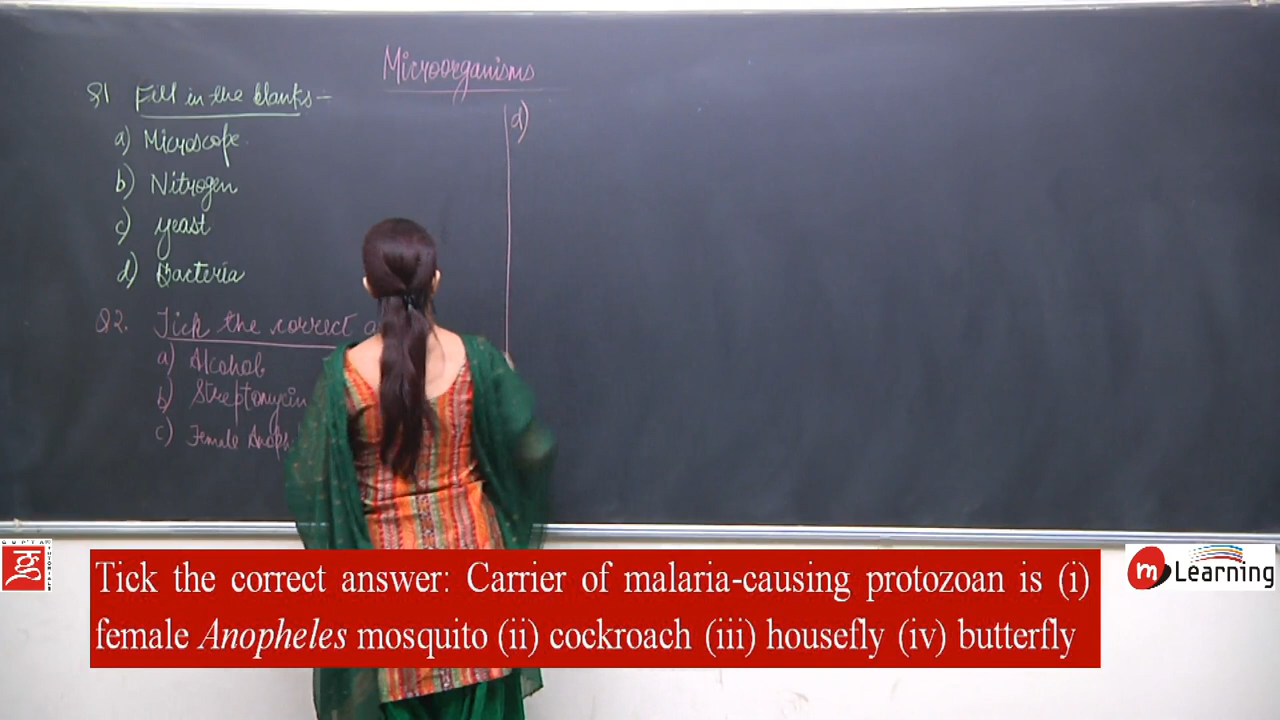 Microorganisms
Q1 Fill in the blanks:-
a) Microscope.
b) Nitrogen
c) yeast
d) Bacteria
Q2. Tick the correct a
a) Alcohol
b) Streptomycin
c) Female Anoph
d)
Tick the correct answer: Carrier of malaria-causing protozoan is (i)
female Anopheles mosquito (ii) cockroach (iii) housefly (iv) butterfly
m Learning